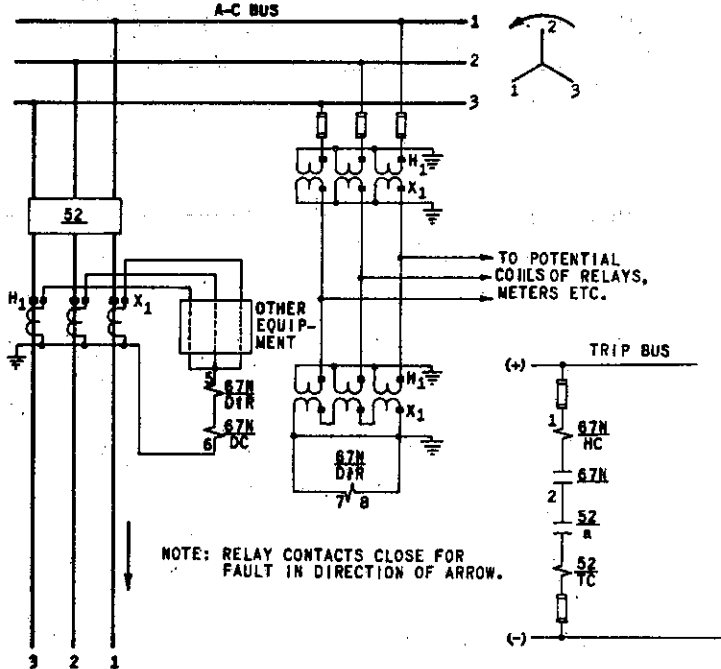 A-C BUS
1
2
3
2
1
3
H1
X1
52
TO POTENTIAL
COILS OF RELAYS,
METERS ETC.
H1
X1
OTHER
EQUIP-
MENT
5
67N
DIR
67N
DC
6
H1
X1
67N
DIR
7 8
TRIP BUS
(+)
1
67N
HC
67N
2
52
a
52
TC
(-)
NOTE: RELAY CONTACTS CLOSE FOR
FAULT IN DIRECTION OF ARROW.
3 2 1